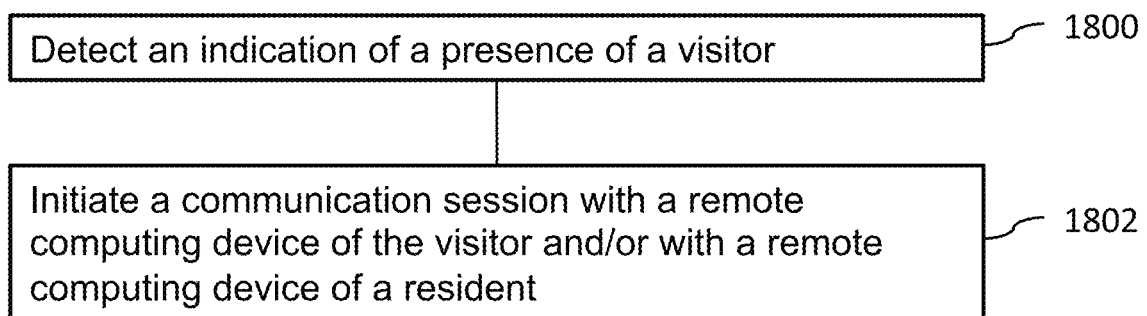 Detect an indication of a presence of a visitor
1800
Initiate a communication session with a remote
computing device of the visitor and/or with a remote
computing device of a resident
1802